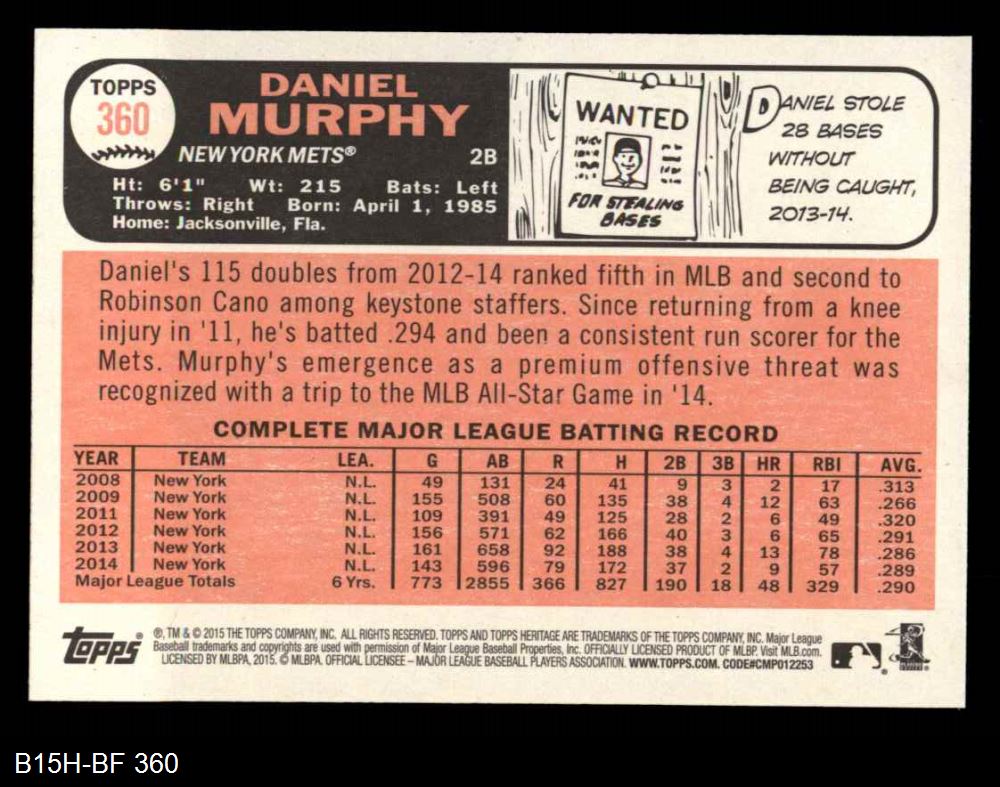 TOPPS
360
DANIEL
MURPHY
NEW YORK METS® 2B
Ht: 6'1" Wt: 215 Bats: Left
Throws: Right Born: April 1, 1985
Home: Jacksonville, Fla.
WANTED
FOR STEALING
BASES
DANIEL STOLE
28 BASES
WITHOUT
BEING CAUGHT,
2013-14.
Daniel's 115 doubles from 2012-14 ranked fifth in MLB and second to
Robinson Cano among keystone staffers. Since returning from a knee
injury in '11, he's batted .294 and been a consistent run scorer for the
Mets. Murphy's emergence as a premium offensive threat was
recognized with a trip to the MLB All-Star Game in '14.
COMPLETE MAJOR LEAGUE BATTING RECORD
YEAR TEAM LEA. G AB R H 2B 3B HR RBI AVG.
2008 New York N.L. 49 131 24 41 9 3 2 17 .313
2009 New York N.L. 155 508 60 135 38 4 12 63 .266
2011 New York N.L. 109 391 49 125 28 2 6 49 .320
2012 New York N.L. 156 571 62 166 40 3 6 65 .291
2013 New York N.L. 161 658 92 188 38 4 13 78 .286
2014 New York N.L. 143 596 79 172 37 2 9 57 .289
Major League Totals 6 Yrs. 773 2855 366 827 190 18 48 329 .290
topps®
®, TM & © 2015 THE TOPPS COMPANY, INC. ALL RIGHTS RESERVED. TOPPS AND TOPPS HERITAGE ARE TRADEMARKS OF THE TOPPS COMPANY, INC. Major League
Baseball trademarks and copyrights are used with permission of Major League Baseball Properties, Inc. OFFICIALLY LICENSED PRODUCT OF MLBP. Visit MLB.com.
LICENSED BY MLBPA, 2015. © MLBPA. OFFICIAL LICENSEE – MAJOR LEAGUE BASEBALL PLAYERS ASSOCIATION. WWW.TOPPS.COM. CODE#CMP012253
B15H-BF 360